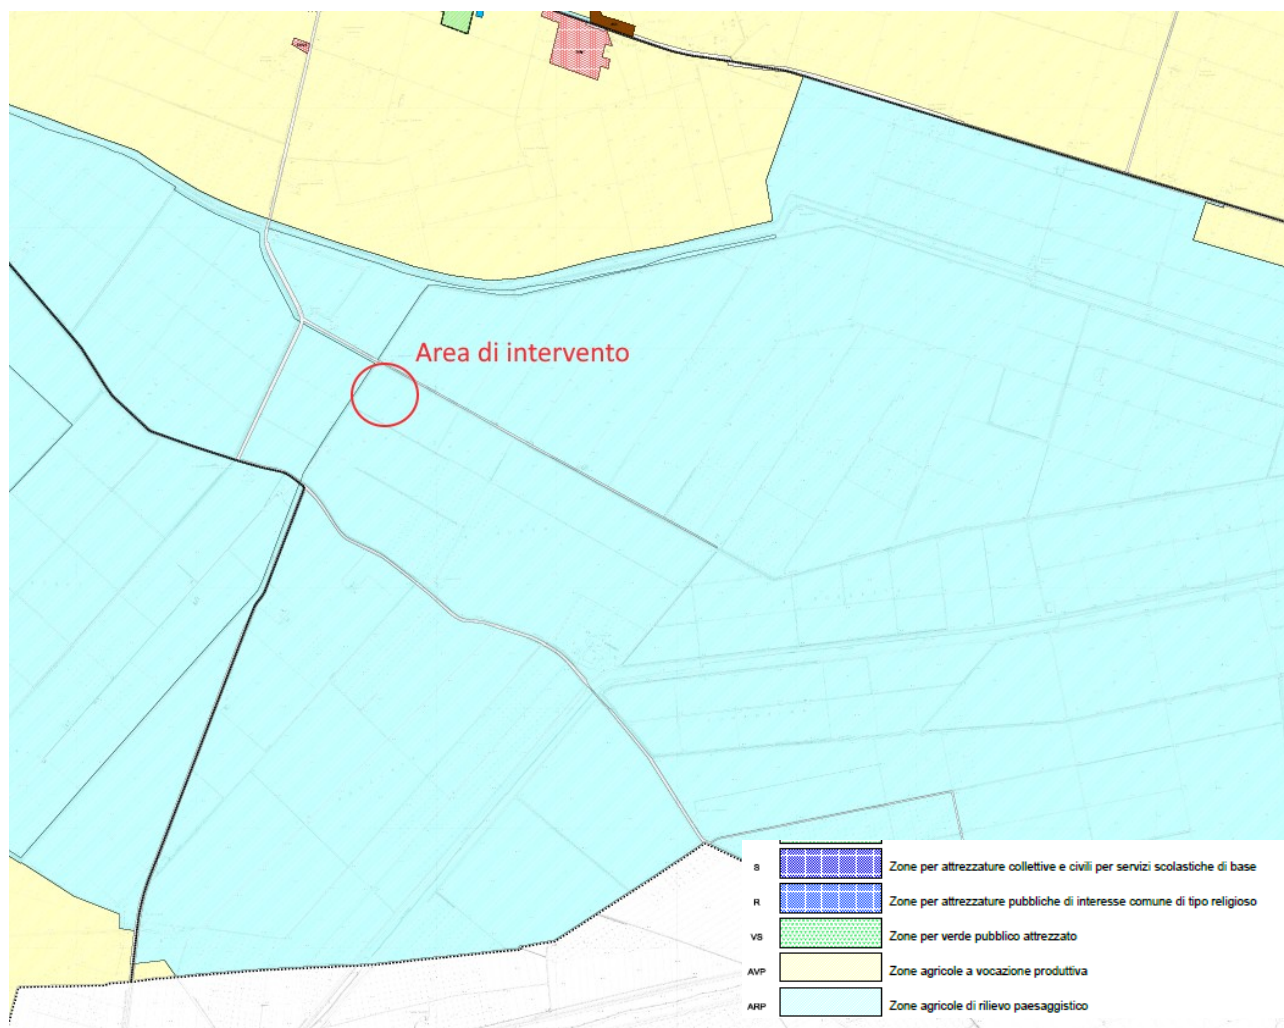 Area di intervento
S Zone per attrezzature collettive e civili per servizi scolastiche di base
R Zone per attrezzature pubbliche di interesse comune di tipo religioso
VS Zone per verde pubblico attrezzato
AVP Zone agricole a vocazione produttiva
ARP Zone agricole di rilievo paesaggistico